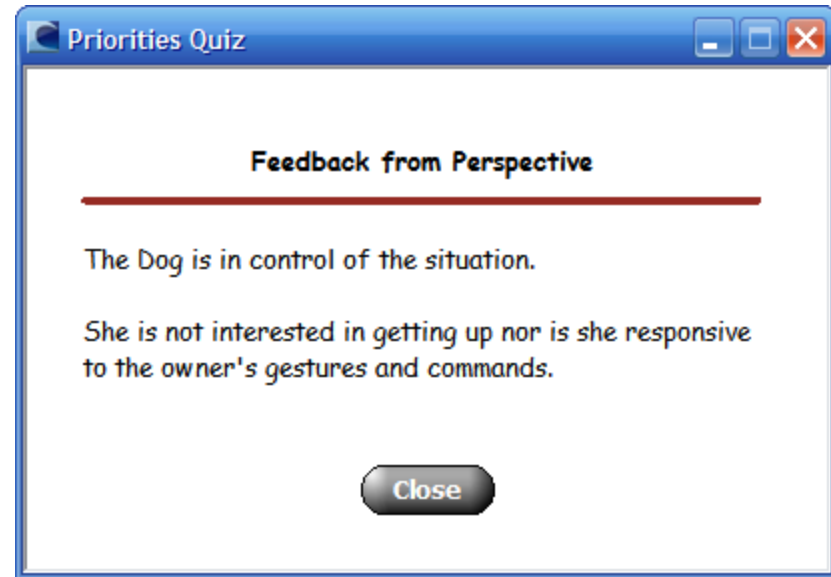 Priorities Quiz
Feedback from Perspective
The Dog is in control of the situation.
She is not interested in getting up nor is she responsive
to the owner's gestures and commands.
Close